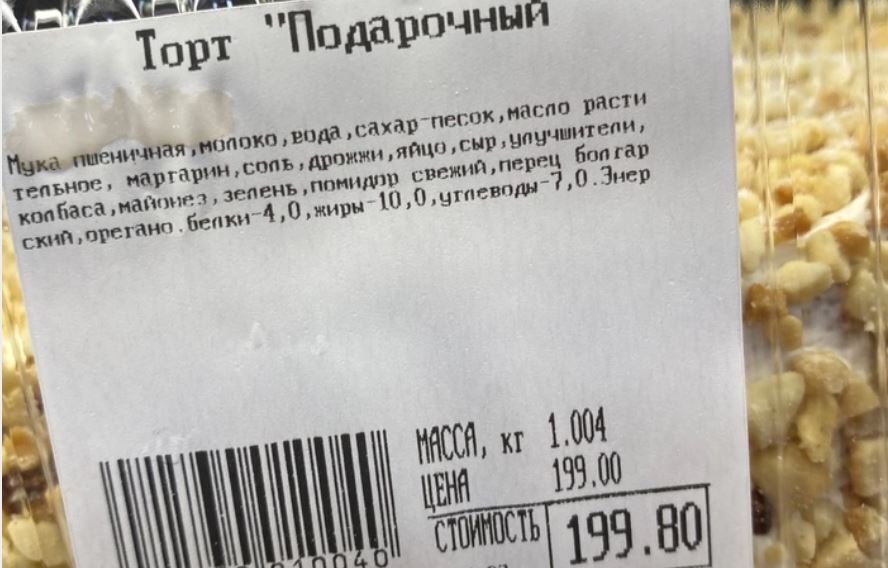 Торт "Подарочный
Мука пшеничная,молоко,вода,сахар-песок,масло расти
тельное, маргарин,соль,дрожжи,яйцо,сыр,улучшители,
колбаса,майонез,зелень,помидор свежий,перец болгар
ский,орегано.белки-4,0,жиры-10,0,углеводы-7,0.Энер
МАССА, кг 1.004
ЦЕНА 199.00
СТОИМОСТЬ 199.80
010040